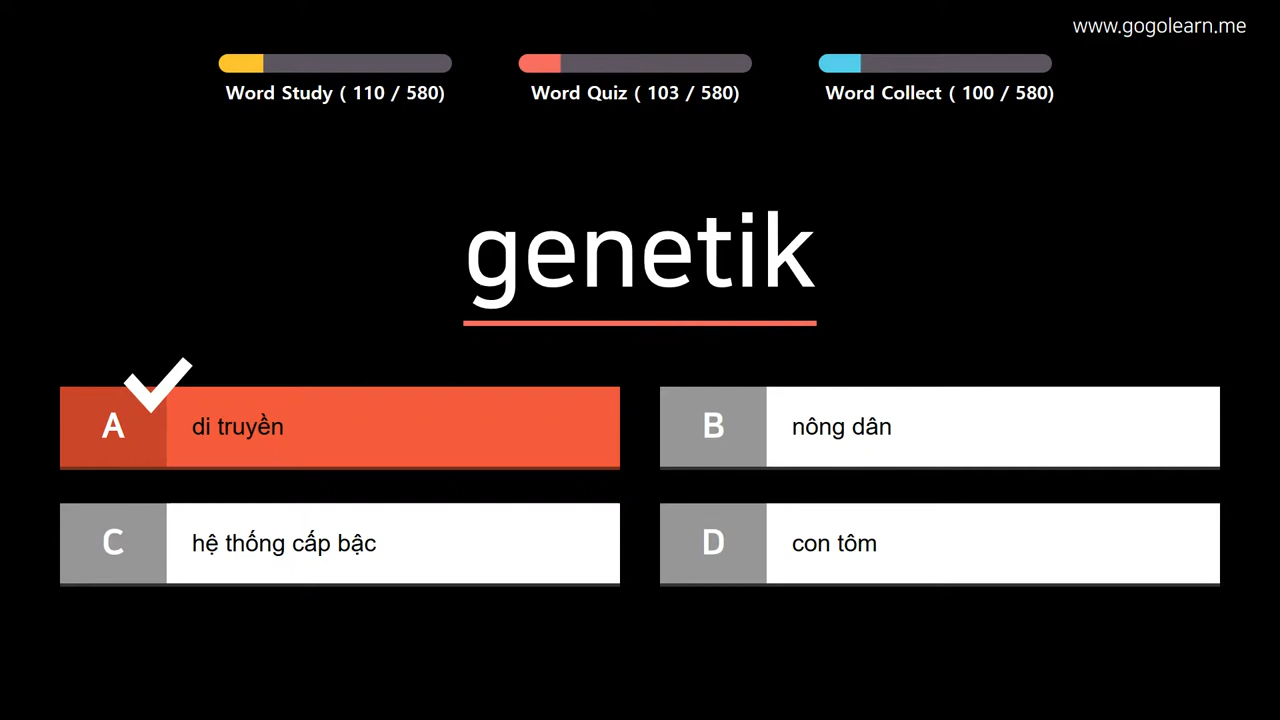 www.gogolearn.me
Word Study ( 110 / 580)
Word Quiz ( 103 / 580)
Word Collect ( 100 / 580)
genetik
A di truyền
B nông dân
C hệ thống cấp bậc
D con tôm